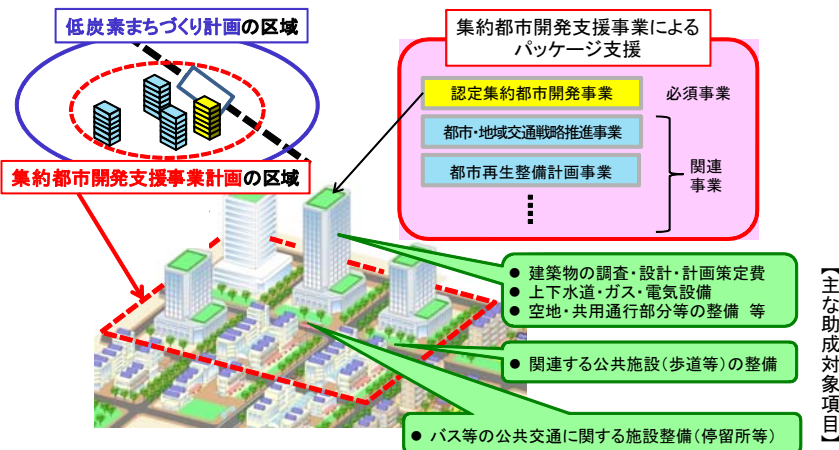 低炭素まちづくり計画の区域
集約都市開発支援事業による
パッケージ支援
認定集約都市開発事業
必須事業
都市・地域交通戦略推進事業
都市再生整備計画事業
関連
事業
集約都市開発支援事業計画の区域
● 建築物の調査・設計・計画策定費
● 上下水道・ガス・電気設備
● 空地・共用通行部分等の整備 等
● 関連する公共施設(歩道等)の整備
● バス等の公共交通に関する施設整備(停留所等)
【主な助成対象項目】